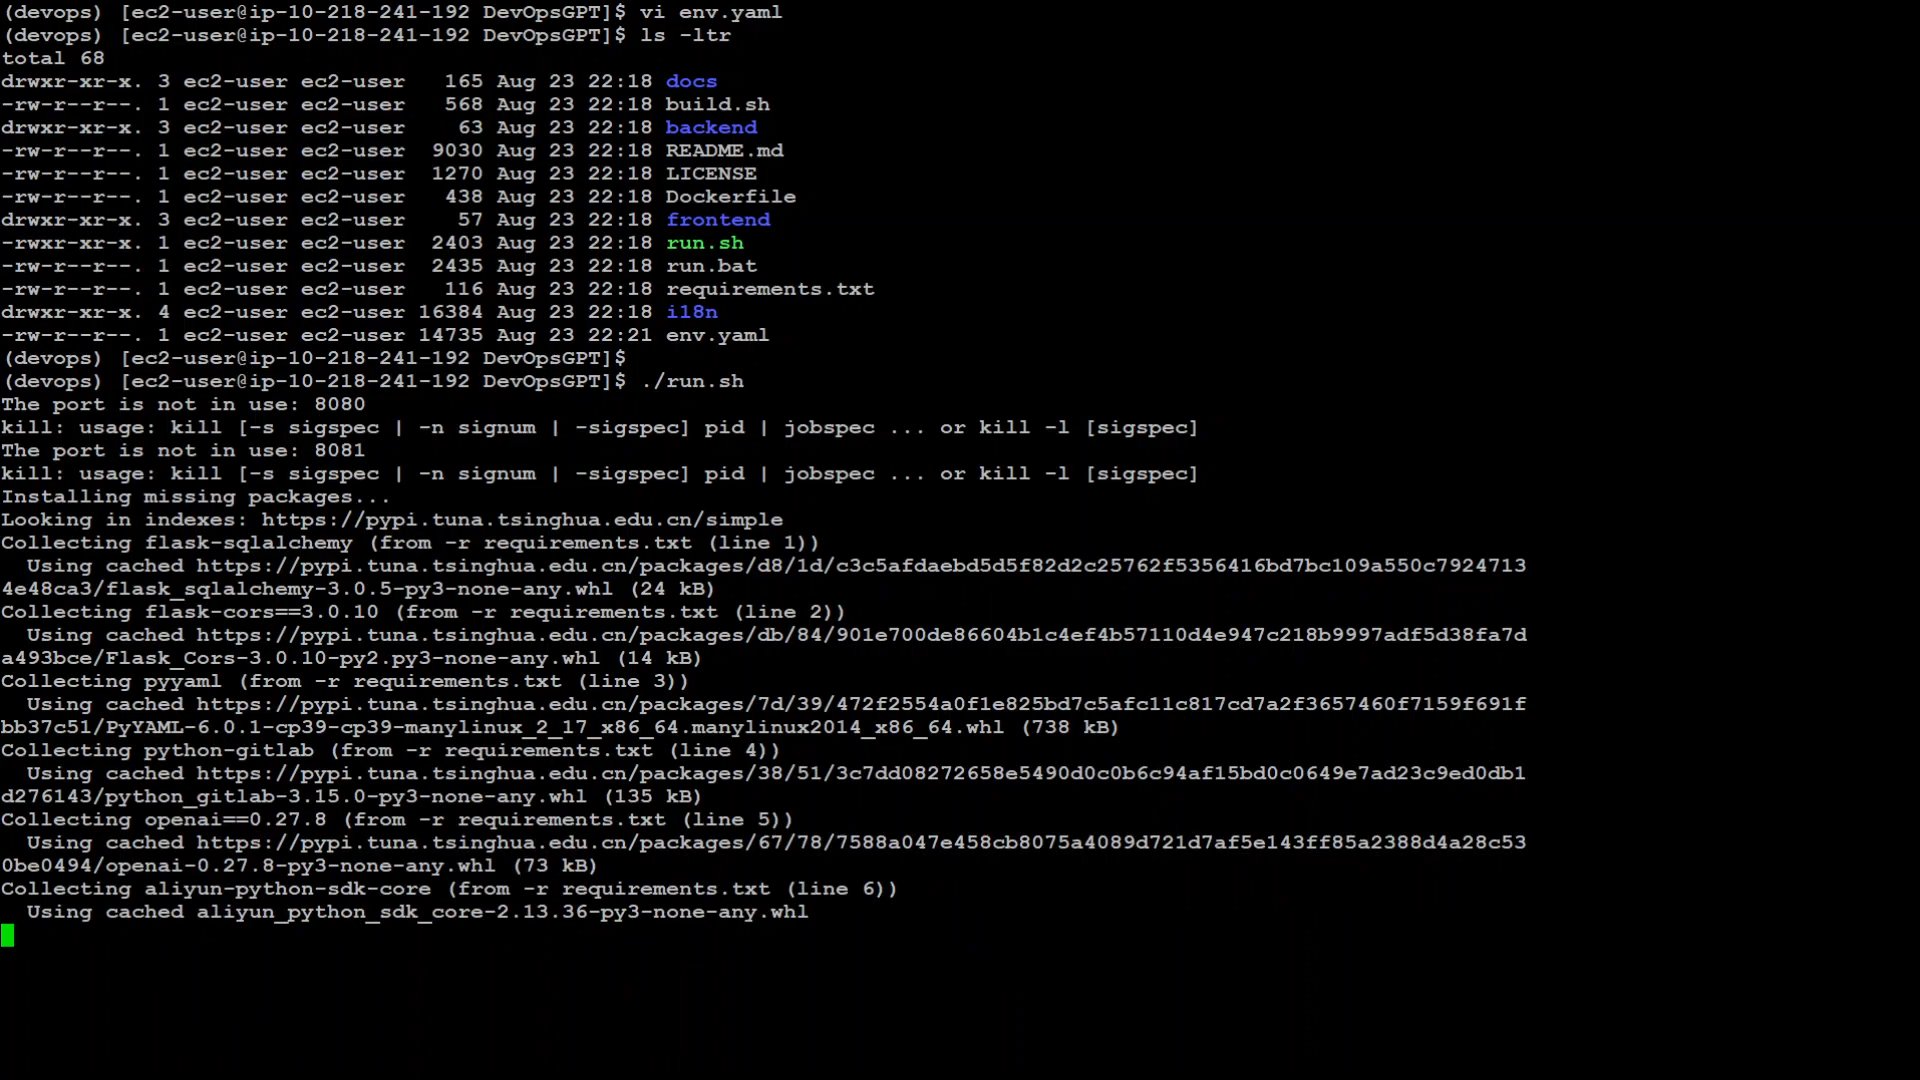 (devops) [ec2-user@ip-10-218-241-192 DevOpsGPT]$ vi env.yaml
(devops) [ec2-user@ip-10-218-241-192 DevOpsGPT]$ ls -ltr
total 68
drwxr-xr-x. 3 ec2-user ec2-user   165 Aug 23 22:18 docs
-rw-r--r--. 1 ec2-user ec2-user   568 Aug 23 22:18 build.sh
drwxr-xr-x. 3 ec2-user ec2-user    63 Aug 23 22:18 backend
-rw-r--r--. 1 ec2-user ec2-user  9030 Aug 23 22:18 README.md
-rw-r--r--. 1 ec2-user ec2-user  1270 Aug 23 22:18 LICENSE
-rw-r--r--. 1 ec2-user ec2-user   438 Aug 23 22:18 Dockerfile
drwxr-xr-x. 3 ec2-user ec2-user    57 Aug 23 22:18 frontend
-rwxr-xr-x. 1 ec2-user ec2-user  2403 Aug 23 22:18 run.sh
-rw-r--r--. 1 ec2-user ec2-user  2435 Aug 23 22:18 run.bat
-rw-r--r--. 1 ec2-user ec2-user   116 Aug 23 22:18 requirements.txt
drwxr-xr-x. 4 ec2-user ec2-user 16384 Aug 23 22:18 i18n
-rw-r--r--. 1 ec2-user ec2-user 14735 Aug 23 22:21 env.yaml
(devops) [ec2-user@ip-10-218-241-192 DevOpsGPT]$
(devops) [ec2-user@ip-10-218-241-192 DevOpsGPT]$ ./run.sh
The port is not in use: 8080
kill: usage: kill [-s sigspec | -n signum | -sigspec] pid | jobspec ... or kill -l [sigspec]
The port is not in use: 8081
kill: usage: kill [-s sigspec | -n signum | -sigspec] pid | jobspec ... or kill -l [sigspec]
Installing missing packages...
Looking in indexes: https://pypi.tuna.tsinghua.edu.cn/simple
Collecting flask-sqlalchemy (from -r requirements.txt (line 1))
  Using cached https://pypi.tuna.tsinghua.edu.cn/packages/d8/1d/c3c5afdaebd5d5f82d2c25762f5356416bd7bc109a550c7924713
4e48ca3/flask_sqlalchemy-3.0.5-py3-none-any.whl (24 kB)
Collecting flask-cors==3.0.10 (from -r requirements.txt (line 2))
  Using cached https://pypi.tuna.tsinghua.edu.cn/packages/db/84/901e700de86604b1c4ef4b57110d4e947c218b9997adf5d38fa7d
a493bce/Flask_Cors-3.0.10-py2.py3-none-any.whl (14 kB)
Collecting pyyaml (from -r requirements.txt (line 3))
  Using cached https://pypi.tuna.tsinghua.edu.cn/packages/7d/39/472f2554a0f1e825bd7c5afc11c817cd7a2f3657460f7159f691f
bb37c51/PyYAML-6.0.1-cp39-cp39-manylinux_2_17_x86_64.manylinux2014_x86_64.whl (738 kB)
Collecting python-gitlab (from -r requirements.txt (line 4))
  Using cached https://pypi.tuna.tsinghua.edu.cn/packages/38/51/3c7dd08272658e5490d0c0b6c94af15bd0c0649e7ad23c9ed0db1
d276143/python_gitlab-3.15.0-py3-none-any.whl (135 kB)
Collecting openai==0.27.8 (from -r requirements.txt (line 5))
  Using cached https://pypi.tuna.tsinghua.edu.cn/packages/67/78/7588a047e458cb8075a4089d721d7af5e143ff85a2388d4a28c53
0be0494/openai-0.27.8-py3-none-any.whl (73 kB)
Collecting aliyun-python-sdk-core (from -r requirements.txt (line 6))
  Using cached aliyun_python_sdk_core-2.13.36-py3-none-any.whl